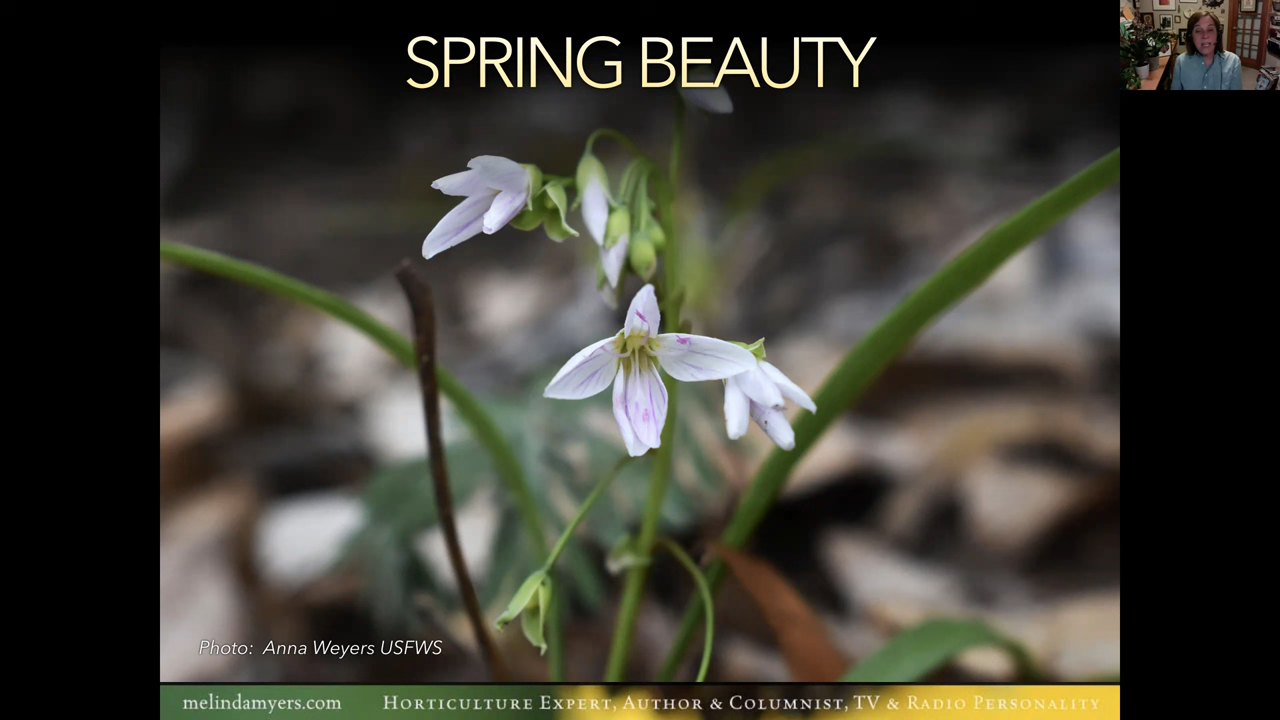 SPRING BEAUTY
Photo: Anna Weyers USFWS
melindamyers.com HORTICULTURE EXPERT, AUTHOR & COLUMNIST, TV & RADIO PERSONALITY